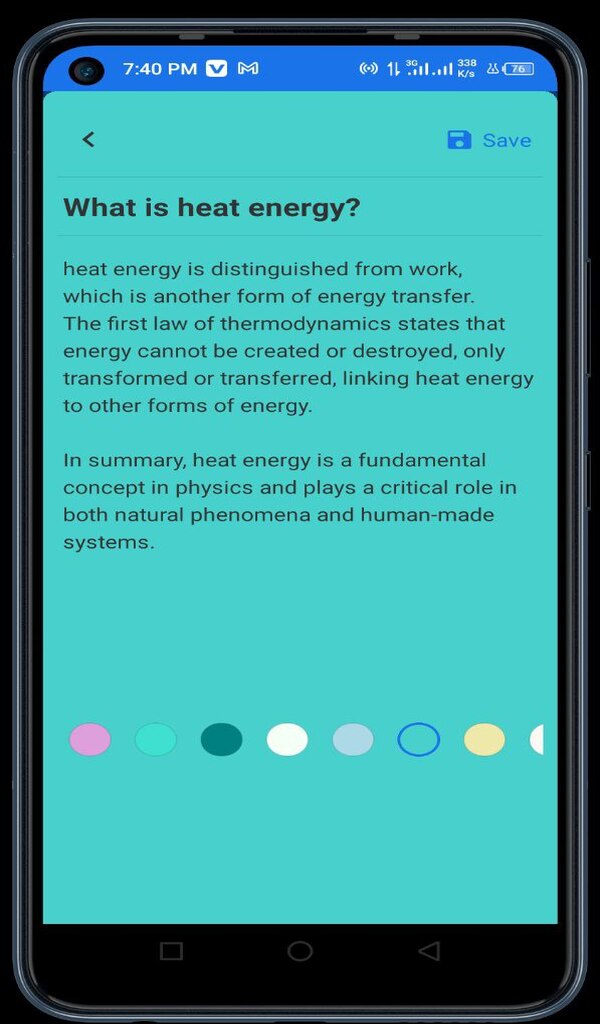 7:40 PM 3G 338 K/s 76
Save
What is heat energy?
heat energy is distinguished from work,
which is another form of energy transfer.
The first law of thermodynamics states that
energy cannot be created or destroyed, only
transformed or transferred, linking heat energy
to other forms of energy.
In summary, heat energy is a fundamental
concept in physics and plays a critical role in
both natural phenomena and human-made
systems.